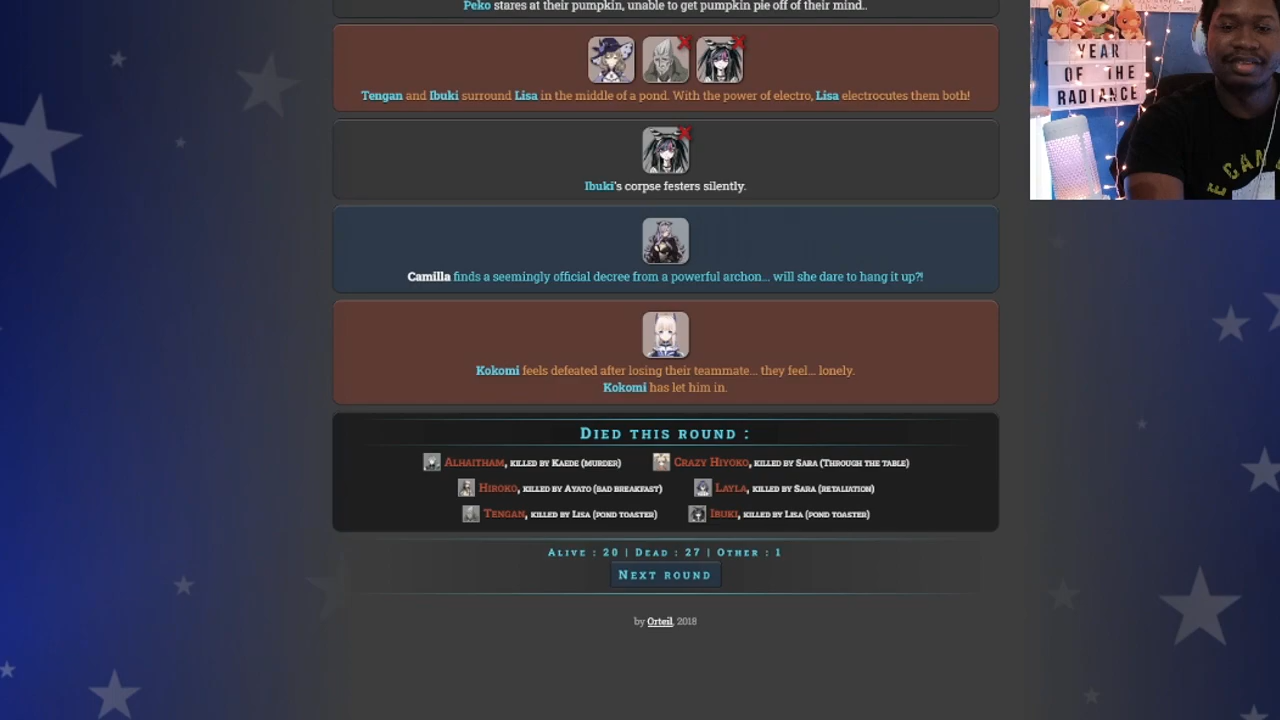 Peko stares at their pumpkin, unable to get pumpkin pie off of their mind..
YEAR
OF THE
RADIANCE
Tengan and Ibuki surround Lisa in the middle of a pond. With the power of electro, Lisa electrocutes them both!
Ibuki's corpse festers silently.
Camilla finds a seemingly official decree from a powerful archon... will she dare to hang it up?!
Kokomi feels defeated after losing their teammate... they feel... lonely.
Kokomi has let him in.
DIED THIS ROUND :
ALHAITHAM, KILLED BY KAEDE (MURDER) CRAZY HIYOKO, KILLED BY SARA (THROUGH THE TABLE)
HIROKO, KILLED BY AYATO (BAD BREAKFAST) LAYLA, KILLED BY SARA (RETALIATION)
TENGAN, KILLED BY LISA (POND TOASTER) IBUKI, KILLED BY LISA (POND TOASTER)
ALIVE : 20 | DEAD : 27 | OTHER : 1
NEXT ROUND
by Orteil, 2018